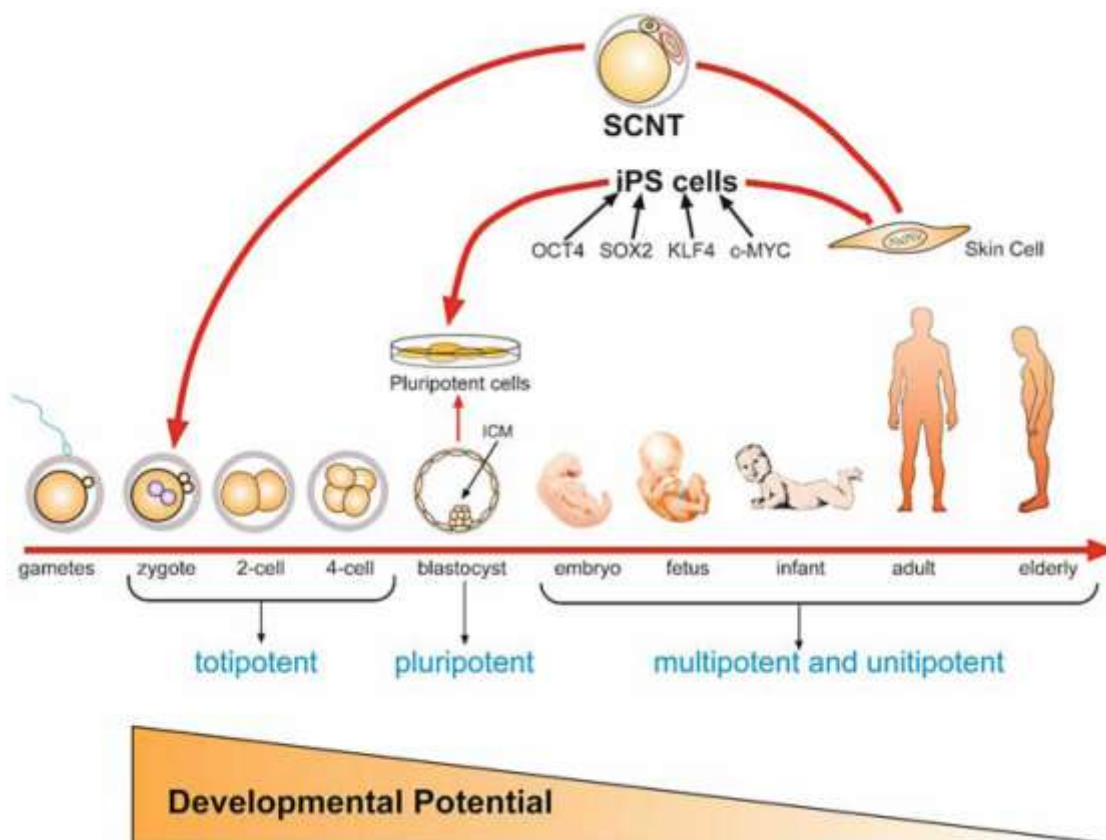 SCNT
iPS cells
OCT4 SOX2 KLF4 c-MYC
Skin Cell
Pluripotent cells
ICM
gametes zygote 2-cell 4-cell blastocyst embryo fetus infant adult elderly
totipotent pluripotent multipotent and unitipotent
Developmental Potential